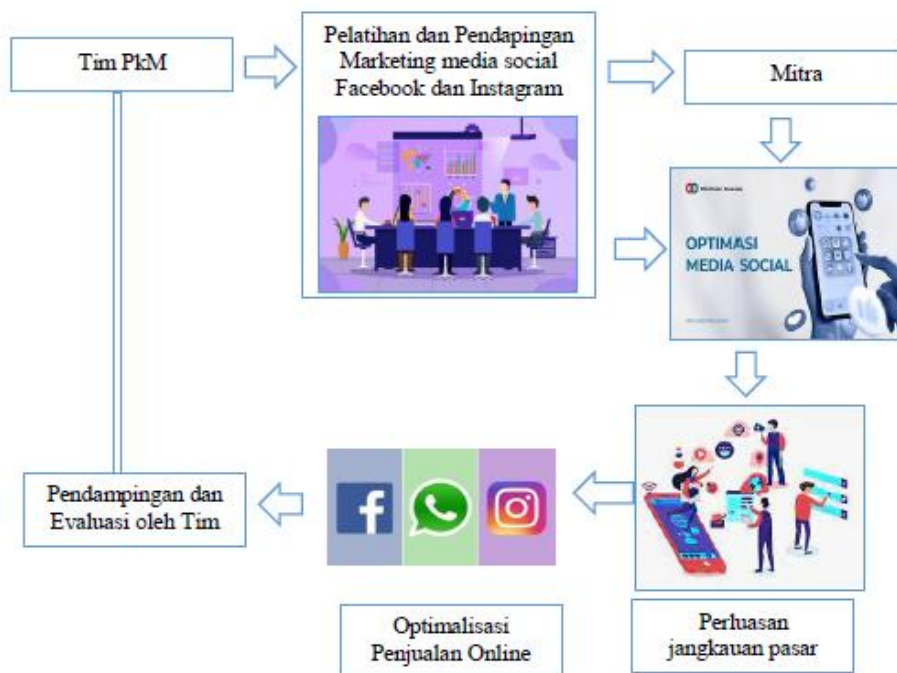 Tim PkM
Pelatihan dan Pendapingan
Marketing media social
Facebook dan Instagram
Mitra
OPTIMASI
MEDIA SOCIAL
Pendampingan dan
Evaluasi oleh Tim
Optimalisasi
Penjualan Online
Perluasan
jangkauan pasar